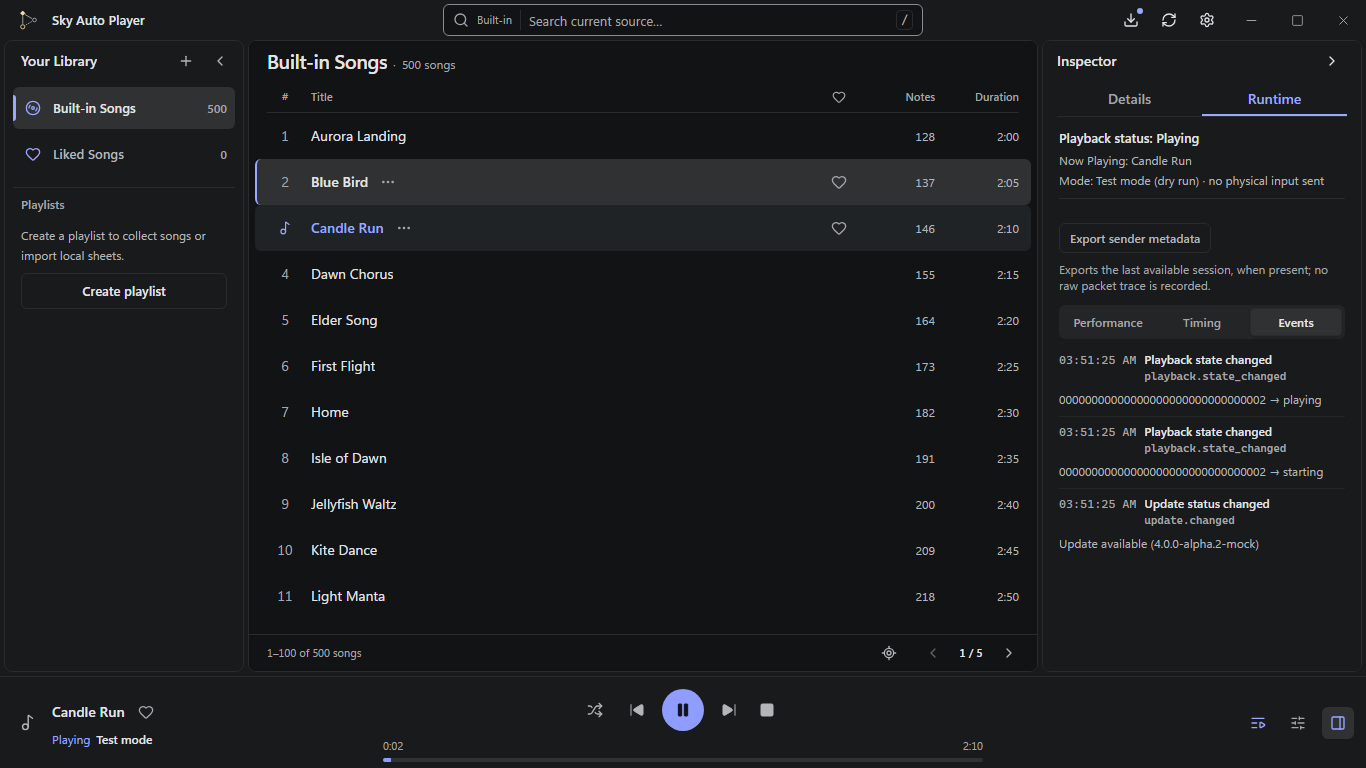 Sky Auto Player
Built-in
Search current source...
/
Your Library
Built-in Songs 500
Liked Songs 0
Playlists
Create a playlist to collect songs or
import local sheets.
Create playlist
Built-in Songs · 500 songs
# Title Notes Duration
1 Aurora Landing 128 2:00
2 Blue Bird ··· 137 2:05
Candle Run ··· 146 2:10
4 Dawn Chorus 155 2:15
5 Elder Song 164 2:20
6 First Flight 173 2:25
7 Home 182 2:30
8 Isle of Dawn 191 2:35
9 Jellyfish Waltz 200 2:40
10 Kite Dance 209 2:45
11 Light Manta 218 2:50
1–100 of 500 songs
1 / 5
Inspector
Details Runtime
Playback status: Playing
Now Playing: Candle Run
Mode: Test mode (dry run) · no physical input sent
Export sender metadata
Exports the last available session, when present; no
raw packet trace is recorded.
Performance Timing Events
03:51:25 AM Playback state changed
playback.state_changed
00000000000000000000000000000002 → playing
03:51:25 AM Playback state changed
playback.state_changed
00000000000000000000000000000002 → starting
03:51:25 AM Update status changed
update.changed
Update available (4.0.0-alpha.2-mock)
Candle Run
Playing Test mode
0:02 2:10